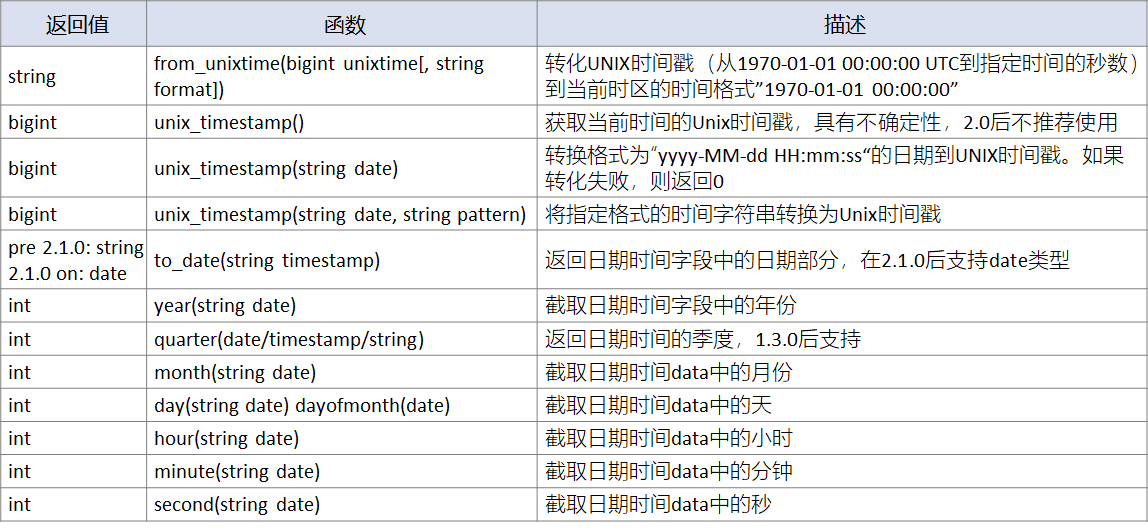 返回值 函数 描述
string from_unixtime(bigint unixtime[, string format]) 转化UNIX时间戳（从1970-01-01 00:00:00 UTC到指定时间的秒数）到当前时区的时间格式”1970-01-01 00:00:00”
bigint unix_timestamp() 获取当前时间的Unix时间戳，具有不确定性，2.0后不推荐使用
bigint unix_timestamp(string date) 转换格式为“yyyy-MM-dd HH:mm:ss“的日期到UNIX时间戳。如果转化失败，则返回0
bigint unix_timestamp(string date, string pattern) 将指定格式的时间字符串转换为Unix时间戳
pre 2.1.0: string 2.1.0 on: date to_date(string timestamp) 返回日期时间字段中的日期部分，在2.1.0后支持date类型
int year(string date) 截取日期时间字段中的年份
int quarter(date/timestamp/string) 返回日期时间的季度，1.3.0后支持
int month(string date) 截取日期时间data中的月份
int day(string date) dayofmonth(date) 截取日期时间data中的天
int hour(string date) 截取日期时间data中的小时
int minute(string date) 截取日期时间data中的分钟
int second(string date) 截取日期时间data中的秒